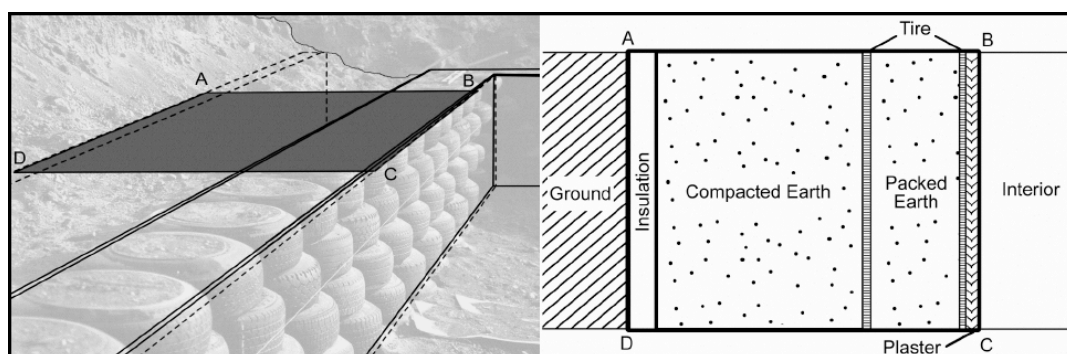 A
B
D
C
A
Tire
B
Ground
Insulation
Compacted Earth
Packed
Earth
Interior
D
Plaster
C